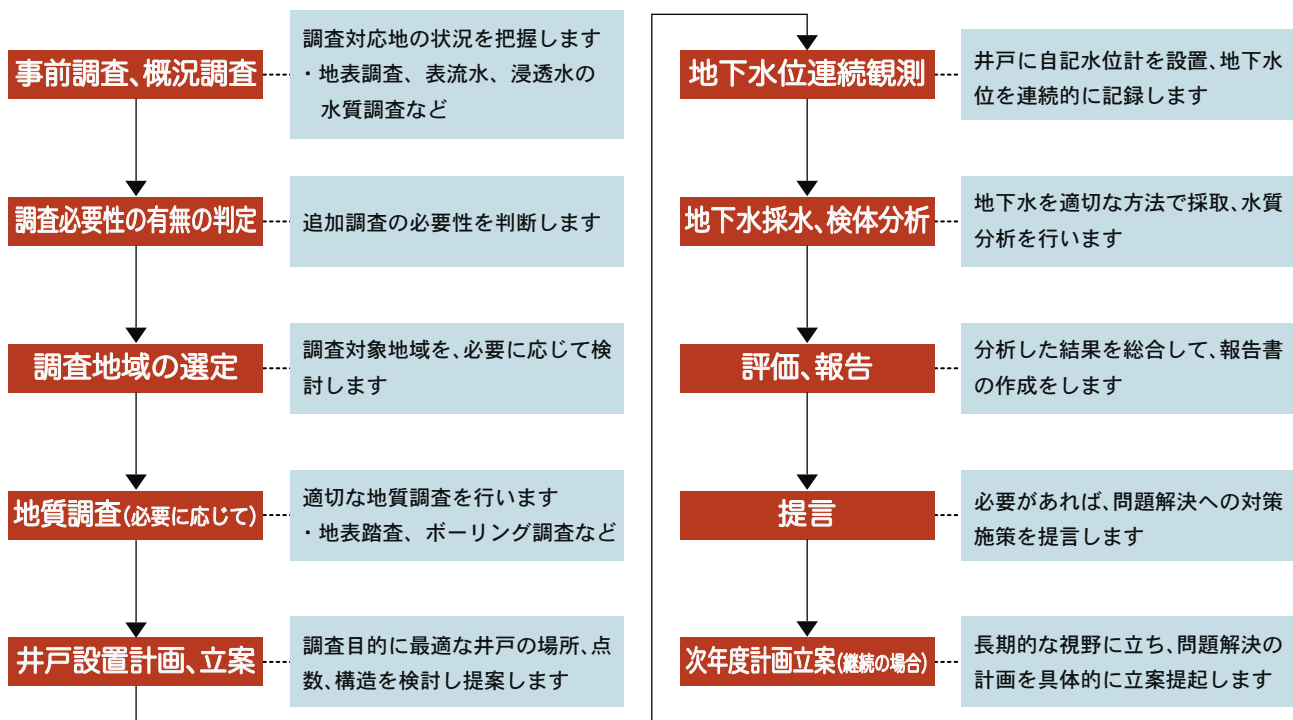 事前調査、概況調査
調査対応地の状況を把握します
・地表調査、表流水、浸透水の
水質調査など
調査必要性の有無の判定
追加調査の必要性を判断します
調査地域の選定
調査対象地域を、必要に応じて検
討します
地質調査(必要に応じて)
適切な地質調査を行います
・地表踏査、ボーリング調査など
井戸設置計画、立案
調査目的に最適な井戸の場所、点
数、構造を検討し提案します
地下水位連続観測
井戸に自記水位計を設置、地下水
位を連続的に記録します
地下水採水、検体分析
地下水を適切な方法で採取、水質
分析を行います
評価、報告
分析した結果を総合して、報告書
の作成をします
提言
必要があれば、問題解決への対策
施策を提言します
次年度計画立案(継続の場合)
長期的な視野に立ち、問題解決の
計画を具体的に立案提起します